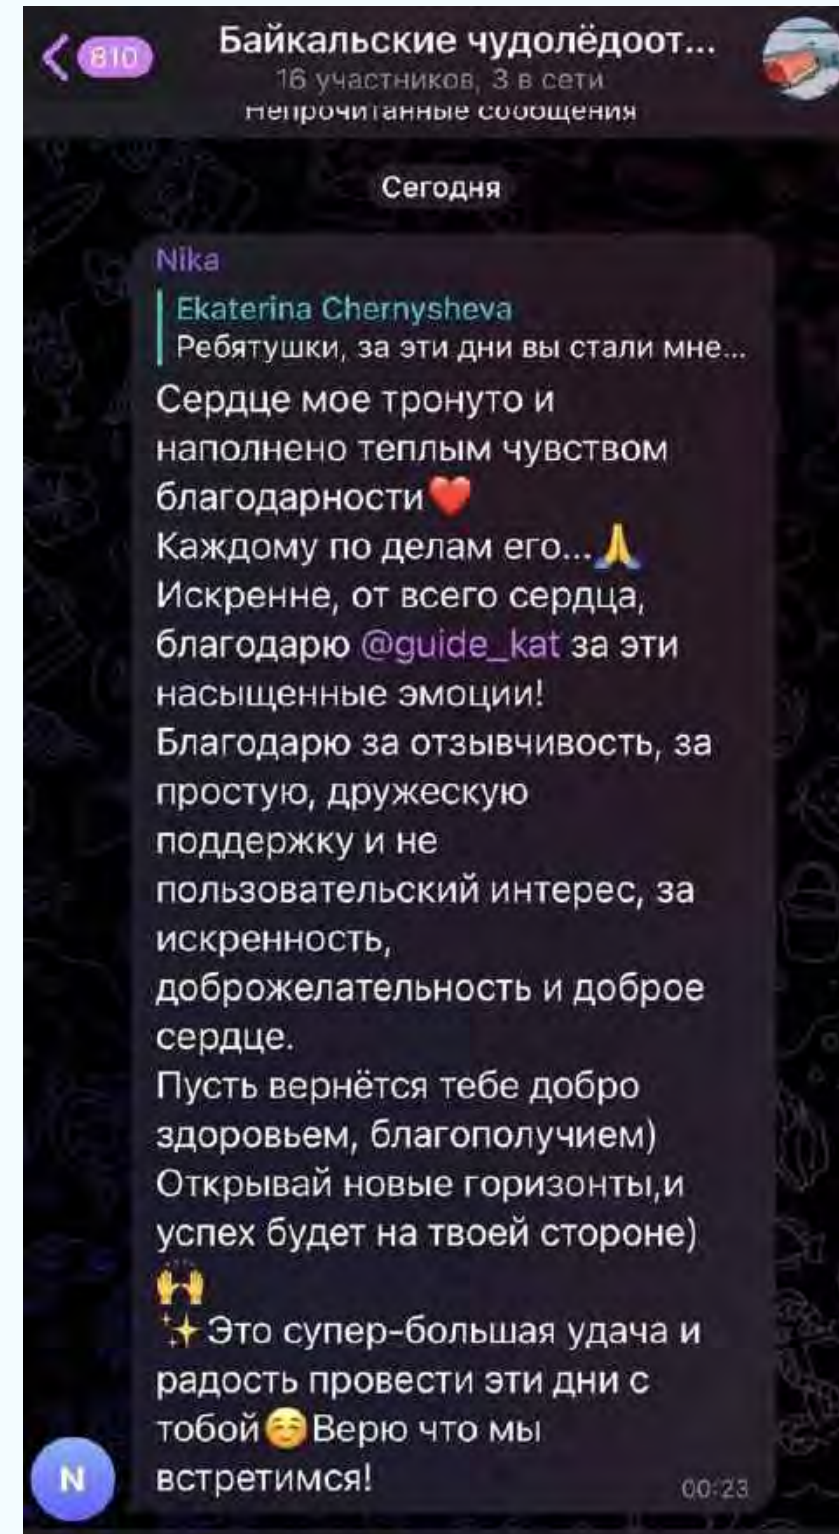 810
Байкальские чудолёдоот...
16 участников, 3 в сети
Непрочитанные сообщения
Сегодня
Nika
Ekaterina Chernysheva
Ребятушки, за эти дни вы стали мне...
Сердце мое тронуто и
наполнено теплым чувством
благодарности❤️
Каждому по делам его...🙏
Искренне, от всего сердца,
благодарю @guide_kat за эти
насыщенные эмоции!
Благодарю за отзывчивость, за
простую, дружескую
поддержку и не
пользовательский интерес, за
искренность,
доброжелательность и доброе
сердце.
Пусть вернётся тебе добро
здоровьем, благополучием)
Открывай новые горизонты,и
успех будет на твоей стороне)
🙌
✨Это супер-большая удача и
радость провести эти дни с
тобой☺️Верю что мы
встретимся!
N
00:23